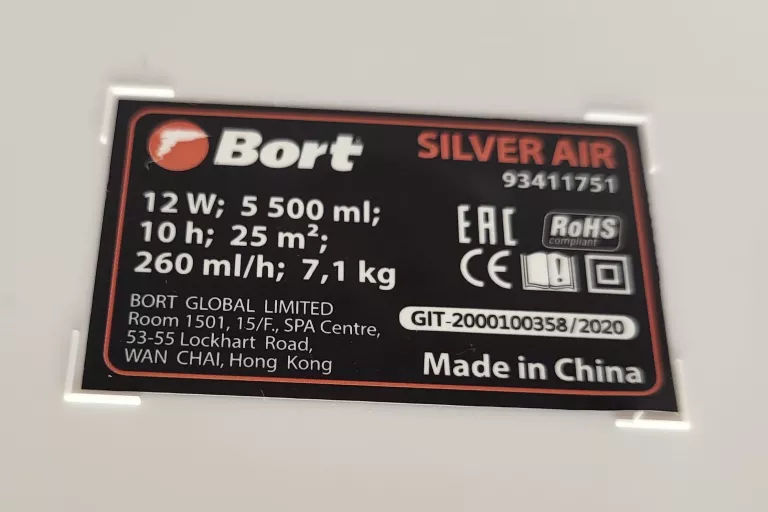 Bort
SILVER AIR
93411751
12 W; 5 500 ml;
10 h; 25 m²;
260 ml/h; 7,1 kg
EAC
RoHS
compliant
CE
BORT GLOBAL LIMITED
Room 1501, 15/F., SPA Centre,
53-55 Lockhart Road,
WAN CHAI, Hong Kong
GIT-2000100358/2020
Made in China